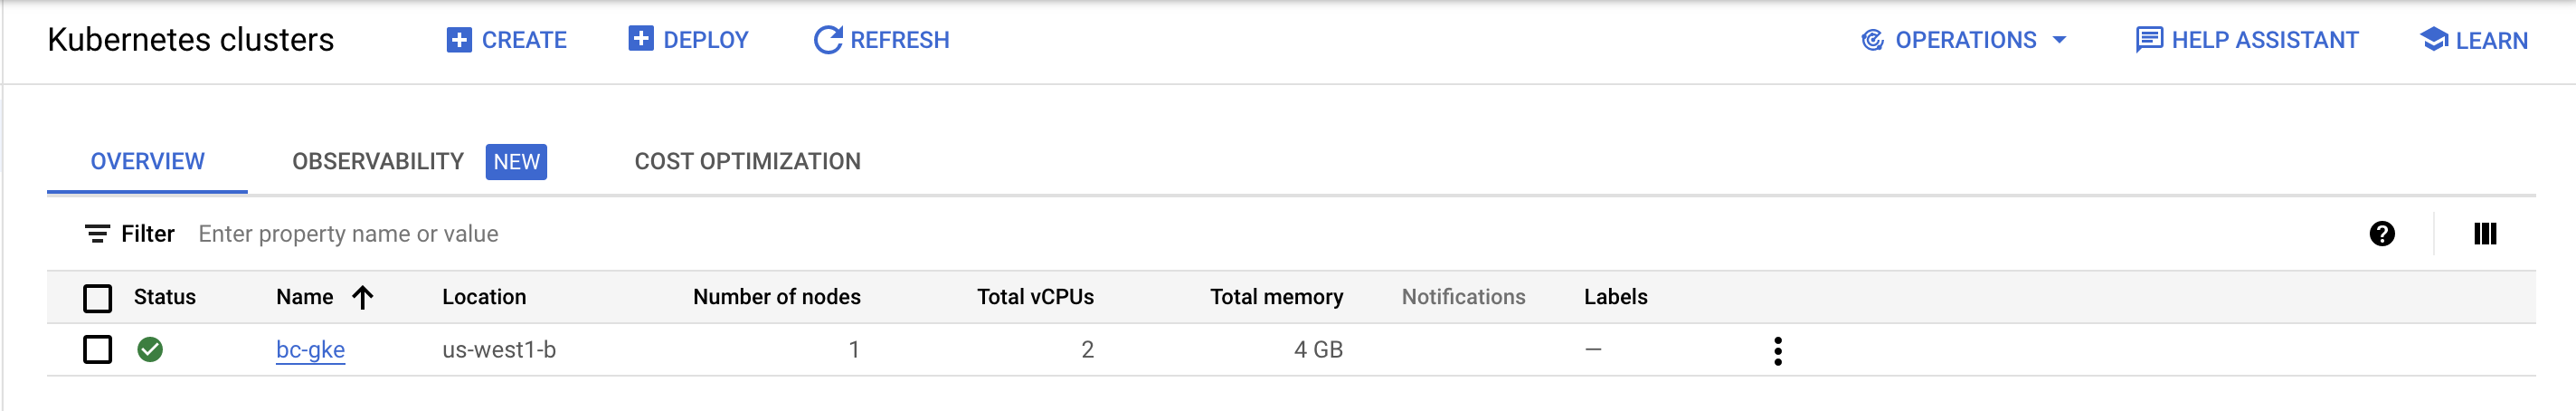 Kubernetes clusters CREATE DEPLOY REFRESH OPERATIONS HELP ASSISTANT LEARN
OVERVIEW OBSERVABILITY NEW COST OPTIMIZATION
Filter Enter property name or value
Status Name Location Number of nodes Total vCPUs Total memory Notifications Labels
bc-gke us-west1-b 1 2 4 GB —